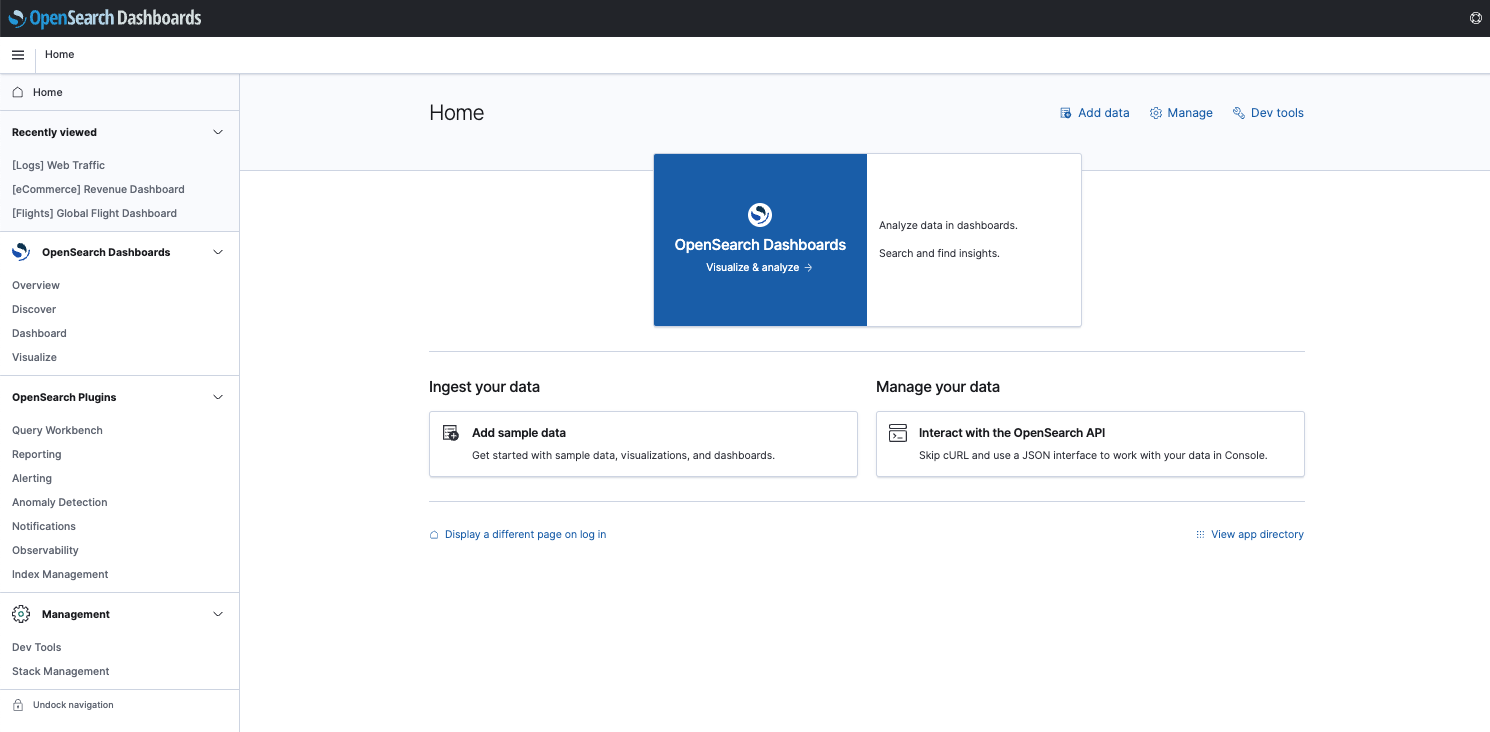 OpenSearch Dashboards
Home
Home
Recently viewed
[Logs] Web Traffic
[eCommerce] Revenue Dashboard
[Flights] Global Flight Dashboard
OpenSearch Dashboards
Overview
Discover
Dashboard
Visualize
OpenSearch Plugins
Query Workbench
Reporting
Alerting
Anomaly Detection
Notifications
Observability
Index Management
Management
Dev Tools
Stack Management
Undock navigation
Home
Add data
Manage
Dev tools
OpenSearch Dashboards
Visualize & analyze →
Analyze data in dashboards.
Search and find insights.
Ingest your data
Add sample data
Get started with sample data, visualizations, and dashboards.
Manage your data
Interact with the OpenSearch API
Skip cURL and use a JSON interface to work with your data in Console.
Display a different page on log in
View app directory